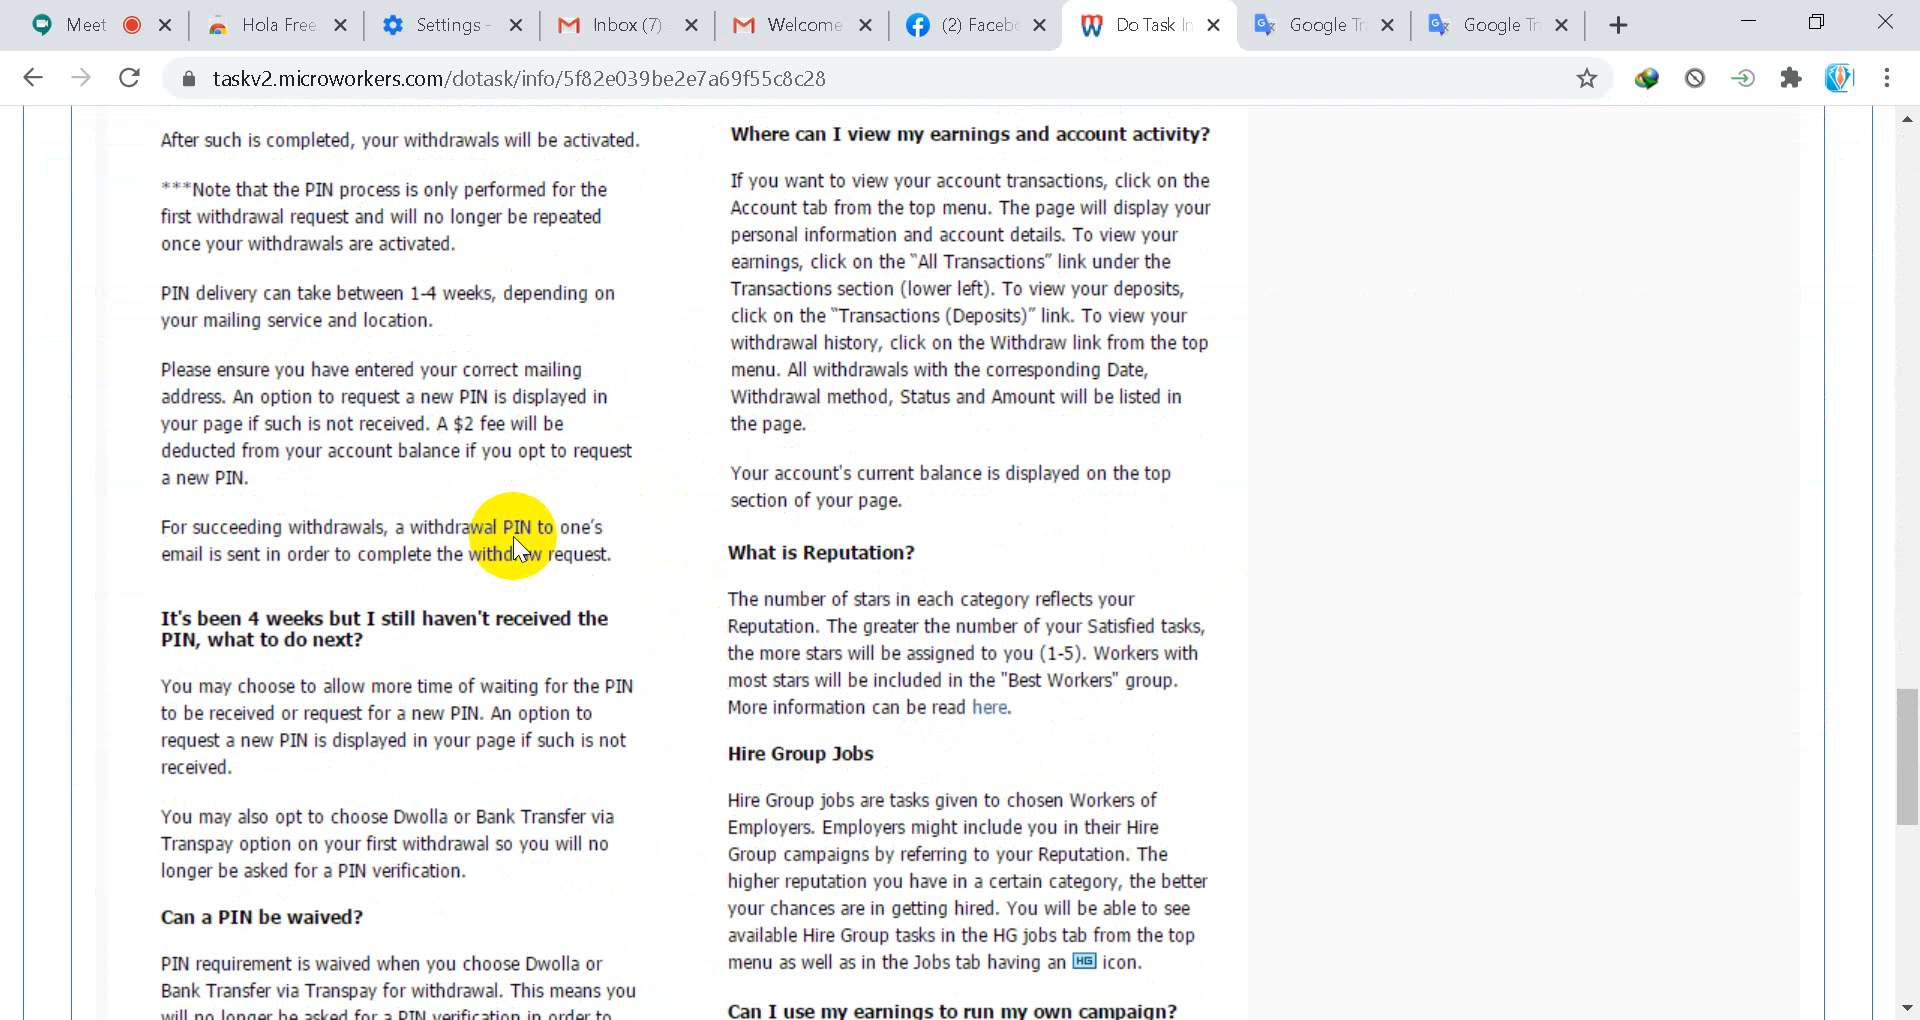 Meet
Hola Free
Settings -
Inbox (7)
Welcome
(2) Facebo
Do Task In
Google Tr
Google Tr
taskv2.microworkers.com/dotask/info/5f82e039be2e7a69f55c8c28
After such is completed, your withdrawals will be activated.
***Note that the PIN process is only performed for the
first withdrawal request and will no longer be repeated
once your withdrawals are activated.
PIN delivery can take between 1-4 weeks, depending on
your mailing service and location.
Please ensure you have entered your correct mailing
address. An option to request a new PIN is displayed in
your page if such is not received. A $2 fee will be
deducted from your account balance if you opt to request
a new PIN.
For succeeding withdrawals, a withdrawal PIN to one's
email is sent in order to complete the withdraw request.
It's been 4 weeks but I still haven't received the
PIN, what to do next?
You may choose to allow more time of waiting for the PIN
to be received or request for a new PIN. An option to
request a new PIN is displayed in your page if such is not
received.
You may also opt to choose Dwolla or Bank Transfer via
Transpay option on your first withdrawal so you will no
longer be asked for a PIN verification.
Can a PIN be waived?
PIN requirement is waived when you choose Dwolla or
Bank Transfer via Transpay for withdrawal. This means you
will no longer be asked for a PIN verification in order to
Where can I view my earnings and account activity?
If you want to view your account transactions, click on the
Account tab from the top menu. The page will display your
personal information and account details. To view your
earnings, click on the "All Transactions" link under the
Transactions section (lower left). To view your deposits,
click on the "Transactions (Deposits)" link. To view your
withdrawal history, click on the Withdraw link from the top
menu. All withdrawals with the corresponding Date,
Withdrawal method, Status and Amount will be listed in
the page.
Your account's current balance is displayed on the top
section of your page.
What is Reputation?
The number of stars in each category reflects your
Reputation. The greater the number of your Satisfied tasks,
the more stars will be assigned to you (1-5). Workers with
most stars will be included in the "Best Workers" group.
More information can be read here.
Hire Group Jobs
Hire Group jobs are tasks given to chosen Workers of
Employers. Employers might include you in their Hire
Group campaigns by referring to your Reputation. The
higher reputation you have in a certain category, the better
your chances are in getting hired. You will be able to see
available Hire Group tasks in the HG jobs tab from the top
menu as well as in the Jobs tab having an HG icon.
Can I use my earnings to run my own campaign?